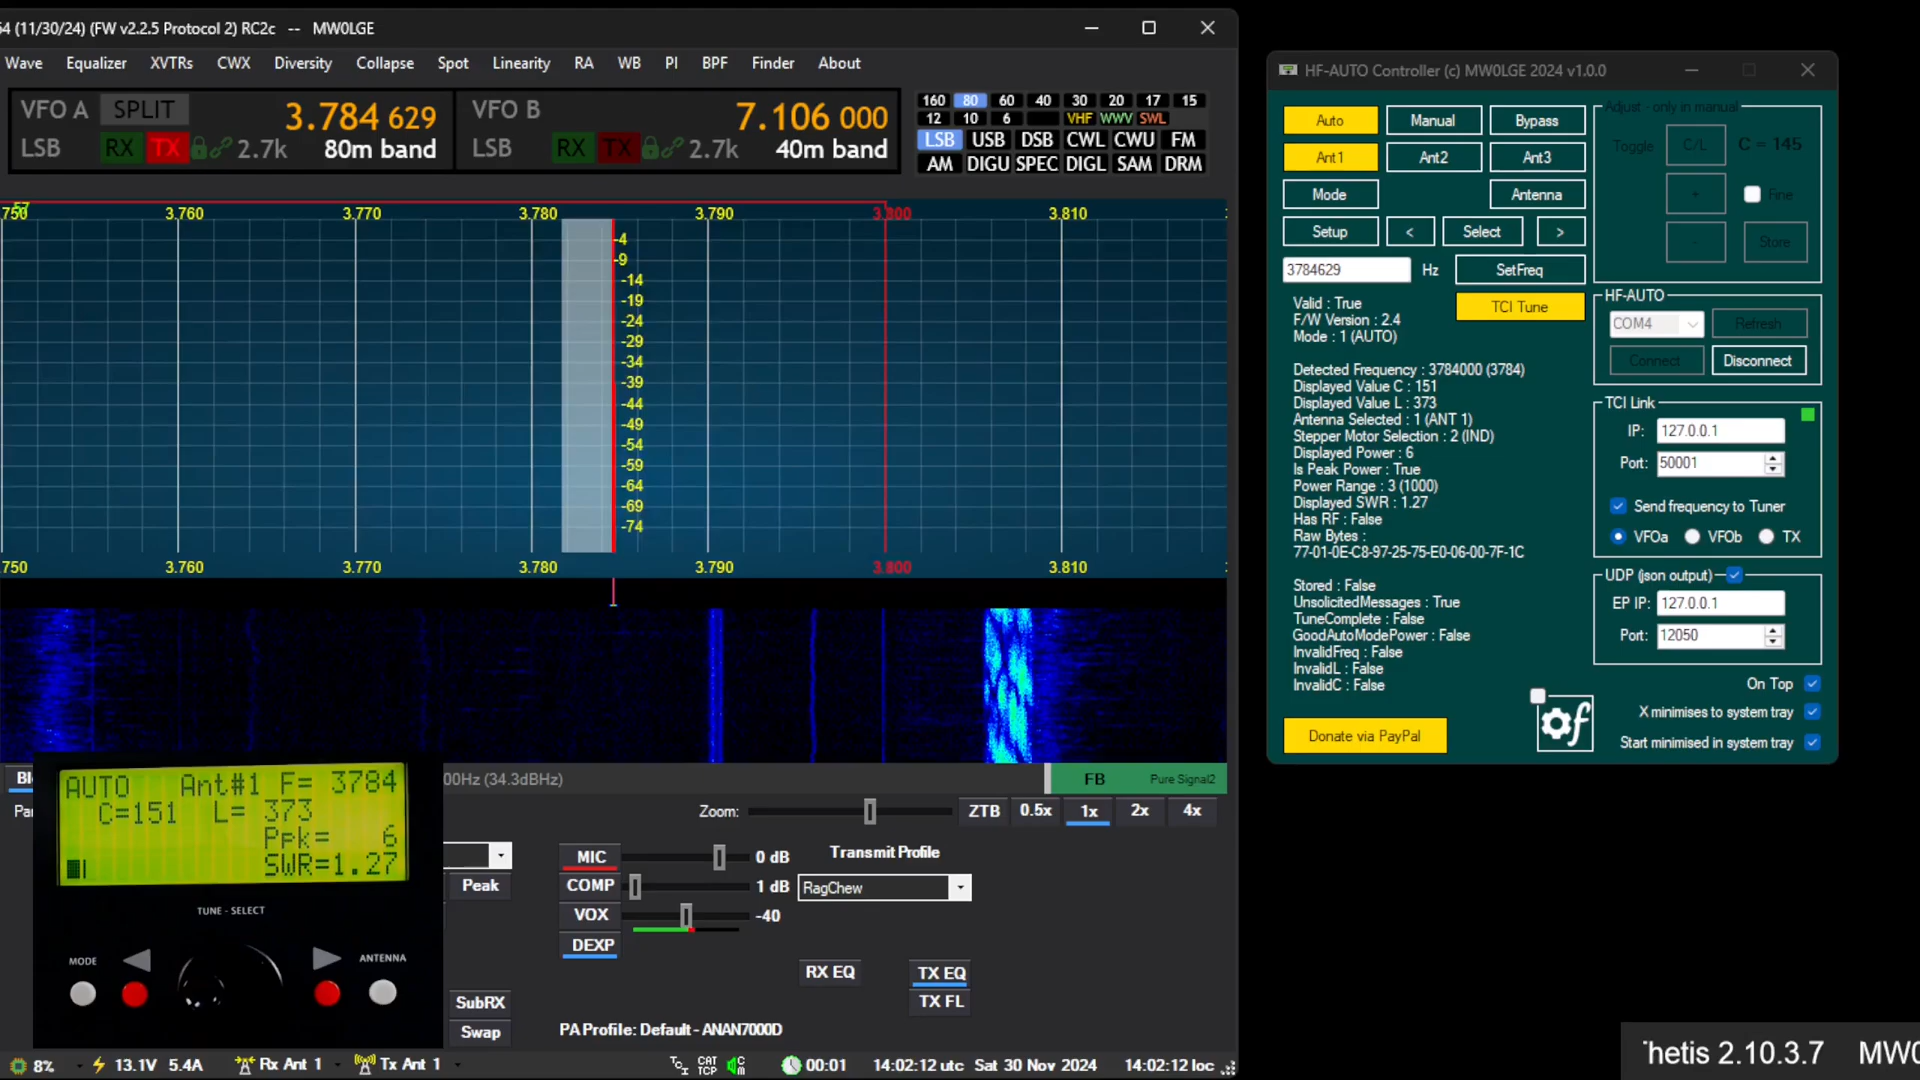 (11/30/24) (FW v2.2.5 Protocol 2) RC2c -- MW0LGE
Wave Equalizer XVTRs CWX Diversity Collapse Spot Linearity RA WB PI BPF Finder About
VFO A SPLIT 3.784 629
LSB RX TX 2.7k 80m band
VFO B 7.106 000
LSB RX TX 2.7k 40m band
160 80 60 40 30 20 17 15
12 10 6 VHF WWV SWL
LSB USB DSB CWL CWU FM
AM DIGU SPEC DIGL SAM DRM
3.760 3.770 3.780 3.790 3.800 3.810
-4
-9
-14
-19
-24
-29
-34
-39
-44
-49
-54
-59
-64
-69
-74
.750 3.760 3.770 3.780 3.790 3.800 3.810
00Hz (34.3dBHz)
FB Pure Signal2
Zoom: ZTB 0.5x 1x 2x 4x
MIC 0 dB
COMP 1 dB
VOX -40
DEXP
Transmit Profile
RagChew
Peak
RX EQ TX EQ
TX FL
SubRX
Swap
PA Profile: Default - ANAN7000D
AUTO Ant#1 F= 3784
C=151 L= 373
Ppk= 6
SWR=1.27
TUNE - SELECT
MODE ANTENNA
8% 13.1V 5.4A Rx Ant 1 Tx Ant 1 CAT TCP 00:01 14:02:12 utc Sat 30 Nov 2024 14:02:12 loc
HF-AUTO Controller (c) MW0LGE 2024 v1.0.0
Auto Manual Bypass
Ant1 Ant2 Ant3
Mode Antenna
Setup < Select >
3784629 Hz SetFreq
TCI Tune
Valid : True
F/W Version : 2.4
Mode : 1 (AUTO)
Detected Frequency : 3784000 (3784)
Displayed Value C : 151
Displayed Value L : 373
Antenna Selected : 1 (ANT 1)
Stepper Motor Selection : 2 (IND)
Displayed Power : 6
Is Peak Power : True
Power Range : 3 (1000)
Displayed SWR : 1.27
Has RF : False
Raw Bytes :
77-01-0E-C8-97-25-75-E0-06-00-7F-1C
Stored : False
UnsolicitedMessages : True
TuneComplete : False
GoodAutoModePower : False
InvalidFreq : False
InvalidL : False
InvalidC : False
Donate via PayPal
Adjust - only in manual
Toggle C/L C = 145
+ Fine
- Store
HF-AUTO
COM4 Refresh
Connect Disconnect
TCI Link
IP: 127.0.0.1
Port: 50001
Send frequency to Tuner
VFOa VFOb TX
UDP (json output)
EP IP: 127.0.0.1
Port: 12050
On Top
X minimises to system tray
Start minimised in system tray
hetis 2.10.3.7